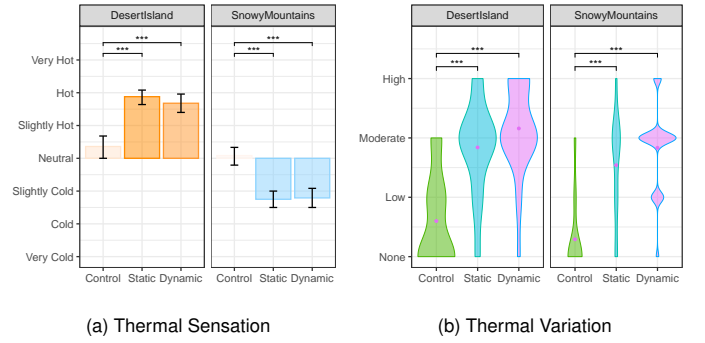 DesertIsland SnowyMountains
***
***
***
***
Very Hot
Hot
Slightly Hot
Neutral
Slightly Cold
Cold
Very Cold
Control Static Dynamic Control Static Dynamic
(a) Thermal Sensation
DesertIsland SnowyMountains
***
***
***
***
High
Moderate
Low
None
Control Static Dynamic Control Static Dynamic
(b) Thermal Variation